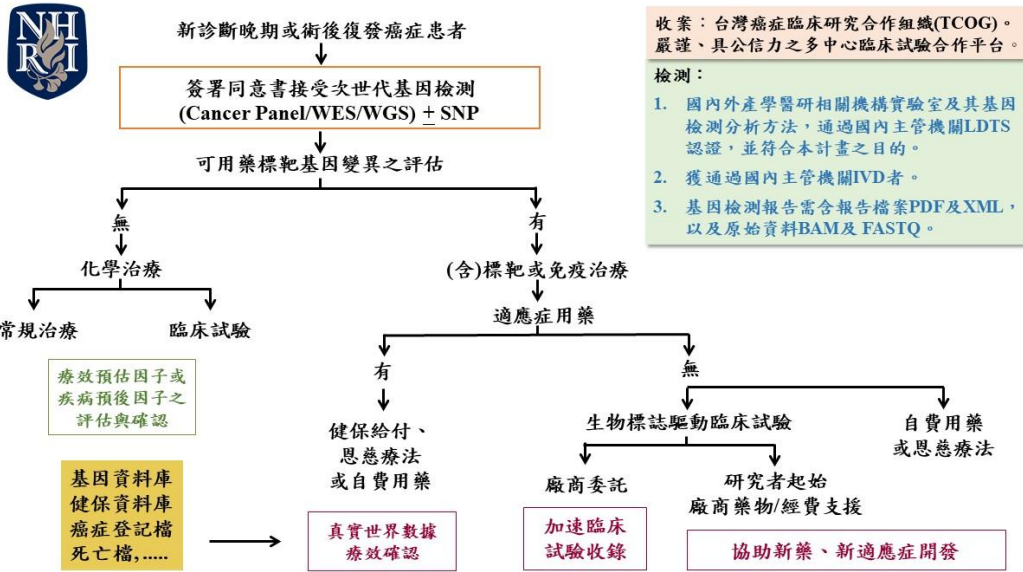 NHRI
新診斷晚期或術後復發癌症患者
簽署同意書接受次世代基因檢測
(Cancer Panel/WES/WGS) ± SNP
可用藥標靶基因變異之評估
無
有
化學治療
(含)標靶或免疫治療
常規治療
臨床試驗
適應症用藥
療效預估因子或
疾病預後因子之
評估與確認
有
無
健保給付、
恩慈療法
或自費用藥
生物標誌驅動臨床試驗
自費用藥
或恩慈療法
廠商委託
研究者起始
廠商藥物/經費支援
基因資料庫
健保資料庫
癌症登記檔
死亡檔,.....
真實世界數據
療效確認
加速臨床
試驗收錄
協助新藥、新適應症開發
收案：台灣癌症臨床研究合作組織(TCOG)。
嚴謹、具公信力之多中心臨床試驗合作平台。
檢測：
1. 國內外產學醫研相關機構實驗室及其基因
檢測分析方法，通過國內主管機關LDTS
認證，並符合本計畫之目的。
2. 獲通過國內主管機關IVD者。
3. 基因檢測報告需含報告檔案PDF及XML，
以及原始資料BAM及 FASTQ。